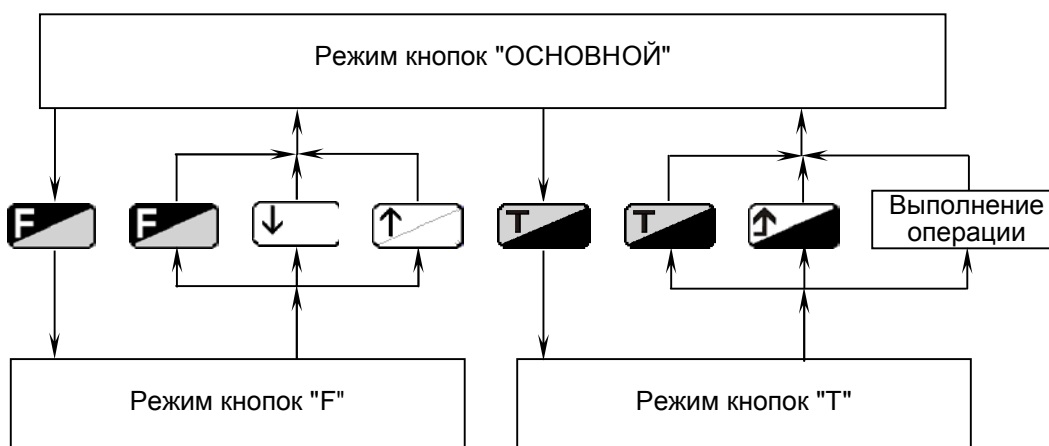 Режим кнопок "ОСНОВНОЙ"
F
F
T
T
Выполнение
операции
Режим кнопок "F"
Режим кнопок "Т"